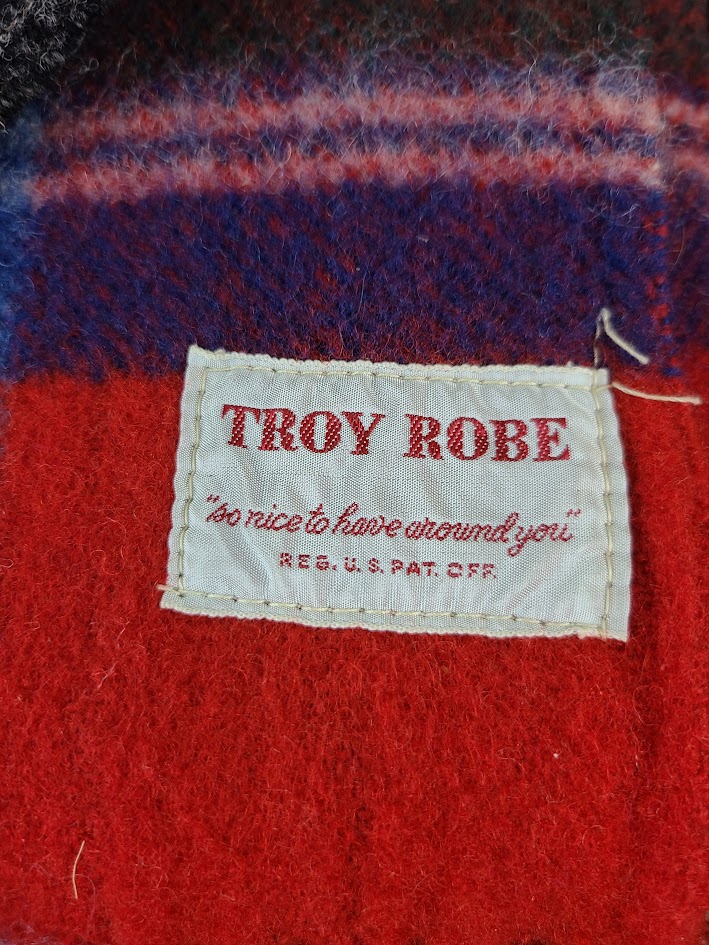 TROY ROBE
"so nice to have around you"
REG. U. S. PAT. OFF.